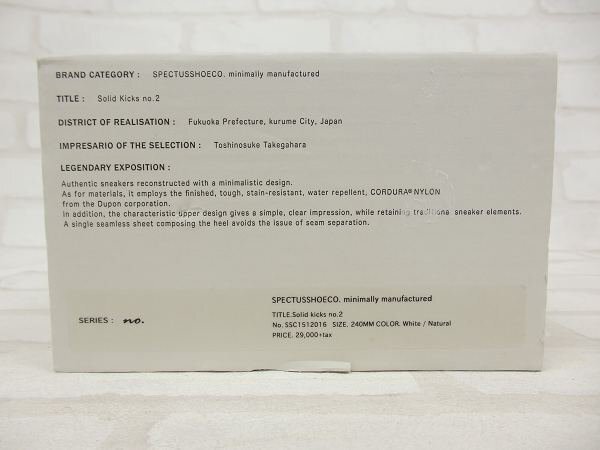 BRAND CATEGORY : SPECTUSSHOECO. minimally manufactured
TITLE : Solid Kicks no.2
DISTRICT OF REALISATION : Fukuoka Prefecture, kurume City, Japan
IMPRESARIO OF THE SELECTION : Toshinosuke Takegahara
LEGENDARY EXPOSITION :
Authentic sneakers reconstructed with a minimalistic design.
As for materials, it employs the finished, tough, stain-resistant, water repellent, CORDURA® NYLON
from the Dupon corporation.
In addition, the characteristic upper design gives a simple, clear impression, while retaining traditional sneaker elements.
A single seamless sheet composing the heel avoids the issue of seam separation.
SPECTUSSHOECO. minimally manufactured
SERIES : no.
TITLE.Solid kicks no.2
No. SSC1512016 SIZE. 240MM COLOR. White / Natural
PRICE. 29,000+tax